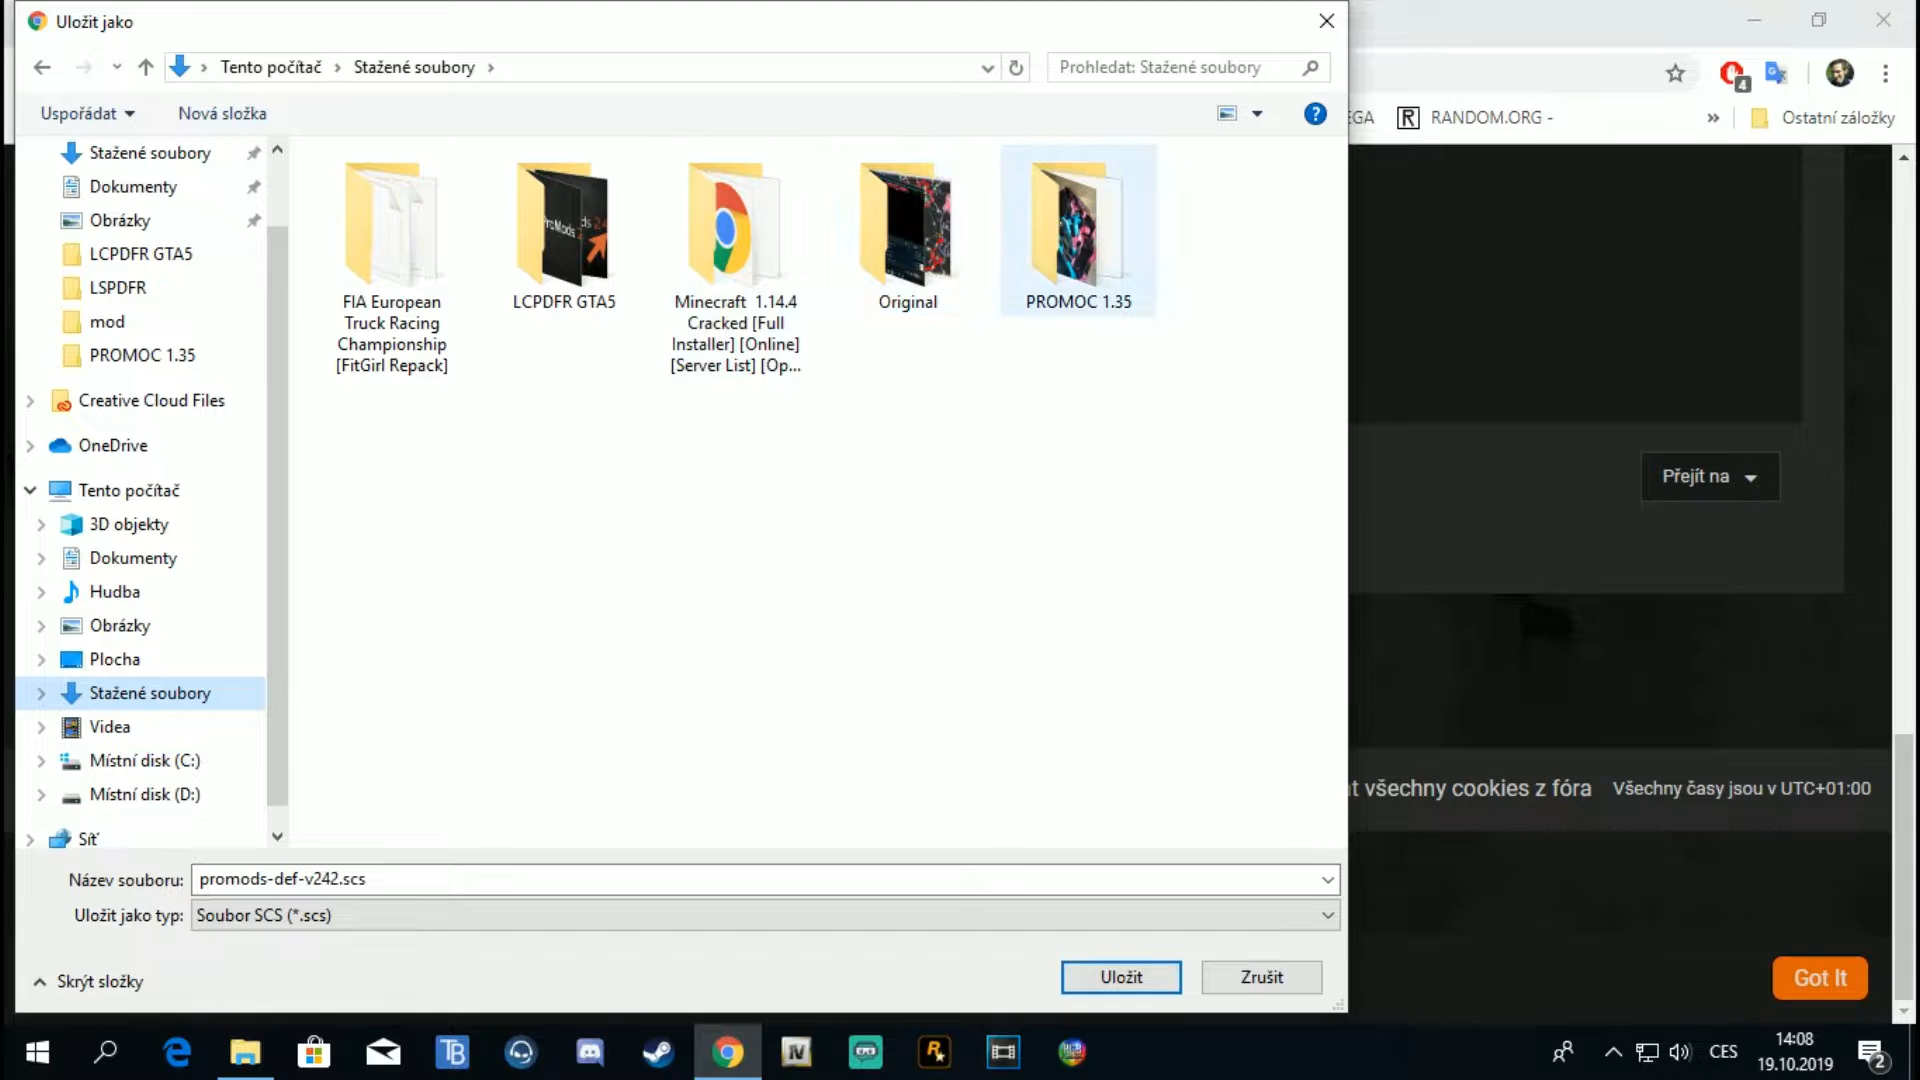 Uložit jako
Tento počítač
Stažené soubory
Prohledat: Stažené soubory
4
Uspořádat
Nová složka
?
EGA
R
RANDOM.ORG -
»
Ostatní záložky
Stažené soubory
Dokumenty
Obrázky
LCPDFR GTA5
LSPDFR
mod
PROMOC 1.35
Creative Cloud Files
OneDrive
Tento počítač
3D objekty
Dokumenty
Hudba
Obrázky
Plocha
Stažené soubory
Videa
Místní disk (C:)
Místní disk (D:)
Síť
FIA European
Truck Racing
Championship
[FitGirl Repack]
LCPDFR GTA5
Minecraft 1.14.4
Cracked [Full
Installer] [Online]
[Server List] [Op...
Original
PROMOC 1.35
Přejít na
t všechny cookies z fóra
Všechny časy jsou v UTC+01:00
Název souboru:
promods-def-v242.scs
Uložit jako typ:
Soubor SCS (*.scs)
Skrýt složky
Uložit
Zrušit
Got It
TB
IV
R
CES
14:08
19.10.2019
2